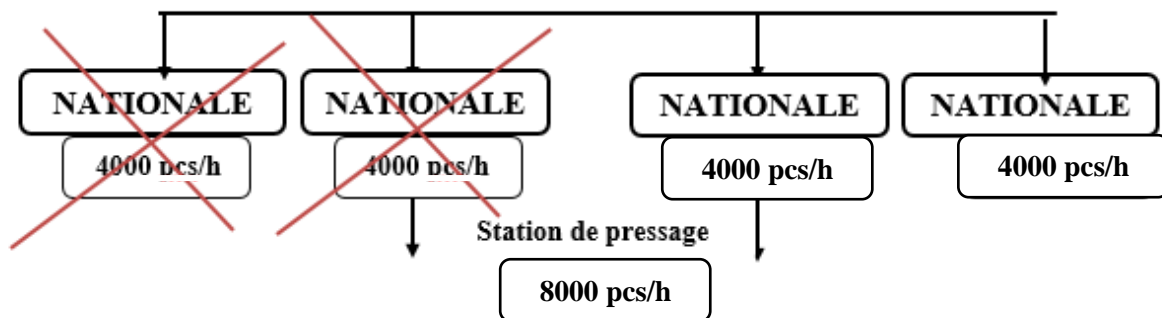 NATIONALE NATIONALE NATIONALE NATIONALE
4000 pcs/h 4000 pcs/h 4000 pcs/h 4000 pcs/h
Station de pressage
8000 pcs/h